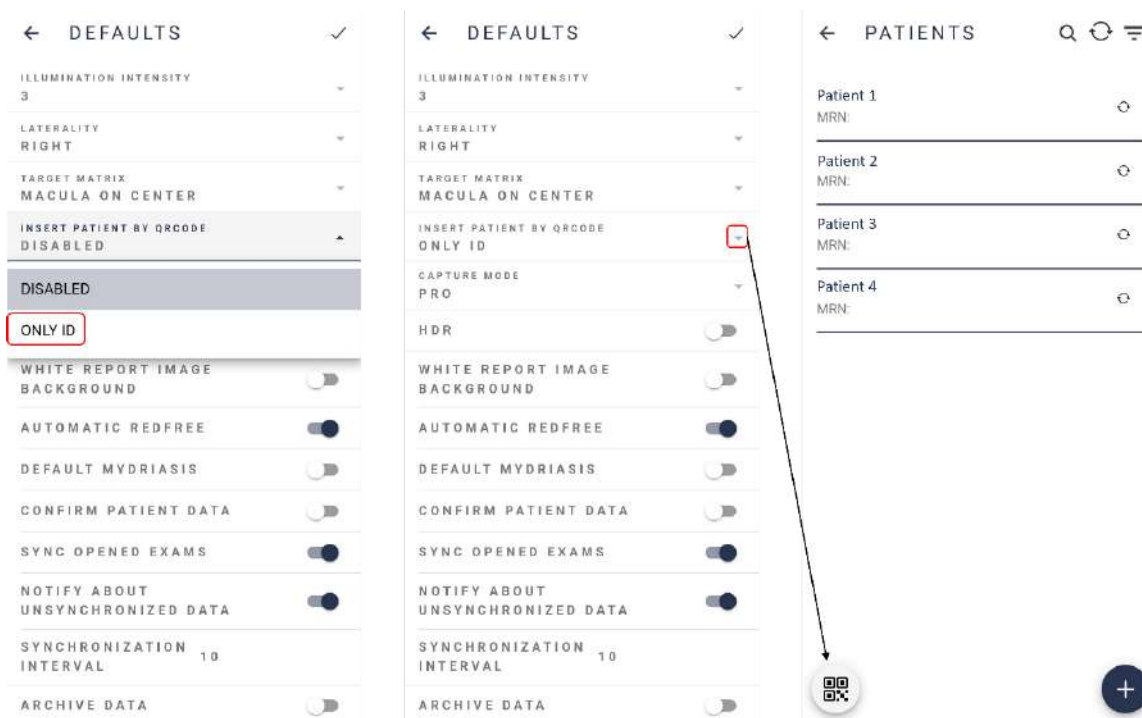 DEFAULTS
ILLUMINATION INTENSITY
3
LATERALITY
RIGHT
TARGET MATRIX
MACULA ON CENTER
INSERT PATIENT BY QRCODE
DISABLED
DISABLED
ONLY ID
WHITE REPORT IMAGE
BACKGROUND
AUTOMATIC REDFREE
DEFAULT MYDRIASIS
CONFIRM PATIENT DATA
SYNC OPENED EXAMS
NOTIFY ABOUT
UNSYNCHRONIZED DATA
SYNCHRONIZATION
INTERVAL
10
ARCHIVE DATA
DEFAULTS
ILLUMINATION INTENSITY
3
LATERALITY
RIGHT
TARGET MATRIX
MACULA ON CENTER
INSERT PATIENT BY QRCODE
ONLY ID
CAPTURE MODE
PRO
HDR
WHITE REPORT IMAGE
BACKGROUND
AUTOMATIC REDFREE
DEFAULT MYDRIASIS
CONFIRM PATIENT DATA
SYNC OPENED EXAMS
NOTIFY ABOUT
UNSYNCHRONIZED DATA
SYNCHRONIZATION
INTERVAL
10
ARCHIVE DATA
PATIENTS
Patient 1
MRN:
Patient 2
MRN:
Patient 3
MRN:
Patient 4
MRN: